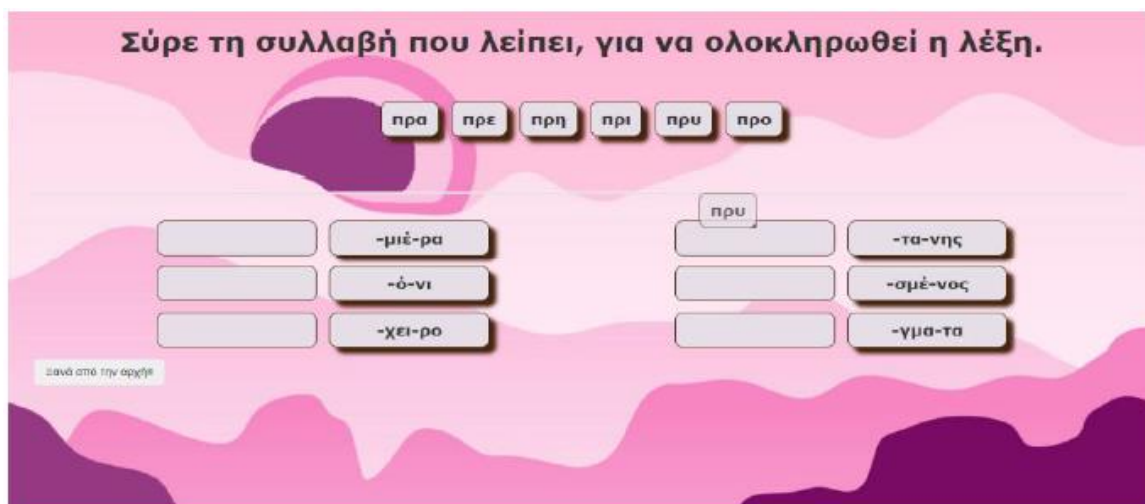 Σύρε τη συλλαβή που λείπει, για να ολοκληρωθεί η λέξη.
πρα πρε πρη πρι πρυ προ
πρυ
-μιέ-ρα -τα-νης
-ό-νι -σμέ-νος
-χει-ρο -γμα-τα
Ξανά από την αρχή!